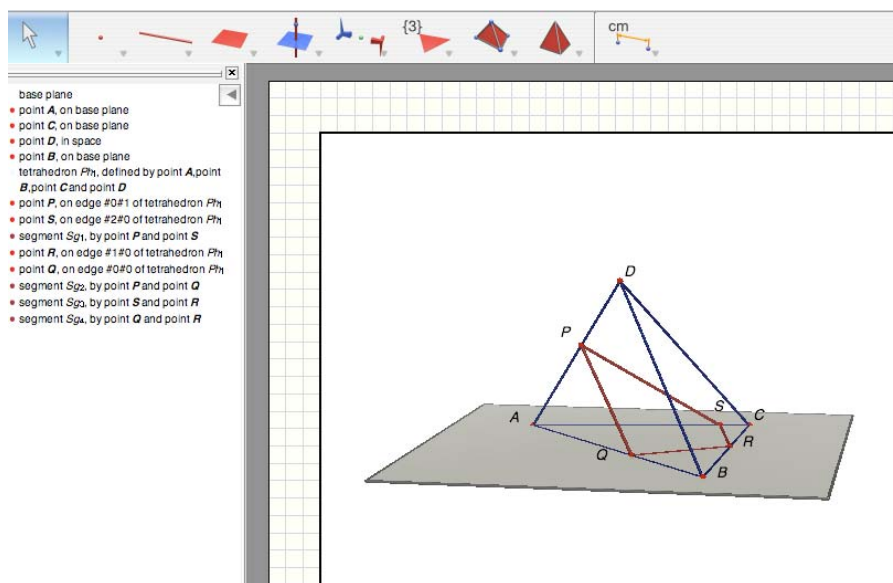 {3}
cm
base plane
point A, on base plane
point C, on base plane
point D, in space
point B, on base plane
tetrahedron Ph1, defined by point A,point
B,point C and point D
point P, on edge #0#1 of tetrahedron Ph1
point S, on edge #2#0 of tetrahedron Ph1
segment Sg1, by point P and point S
point R, on edge #1#0 of tetrahedron Ph1
point Q, on edge #0#0 of tetrahedron Ph1
segment Sg2, by point P and point Q
segment Sg3, by point S and point R
segment Sg4, by point Q and point R
D
P
A
S
C
R
Q
B